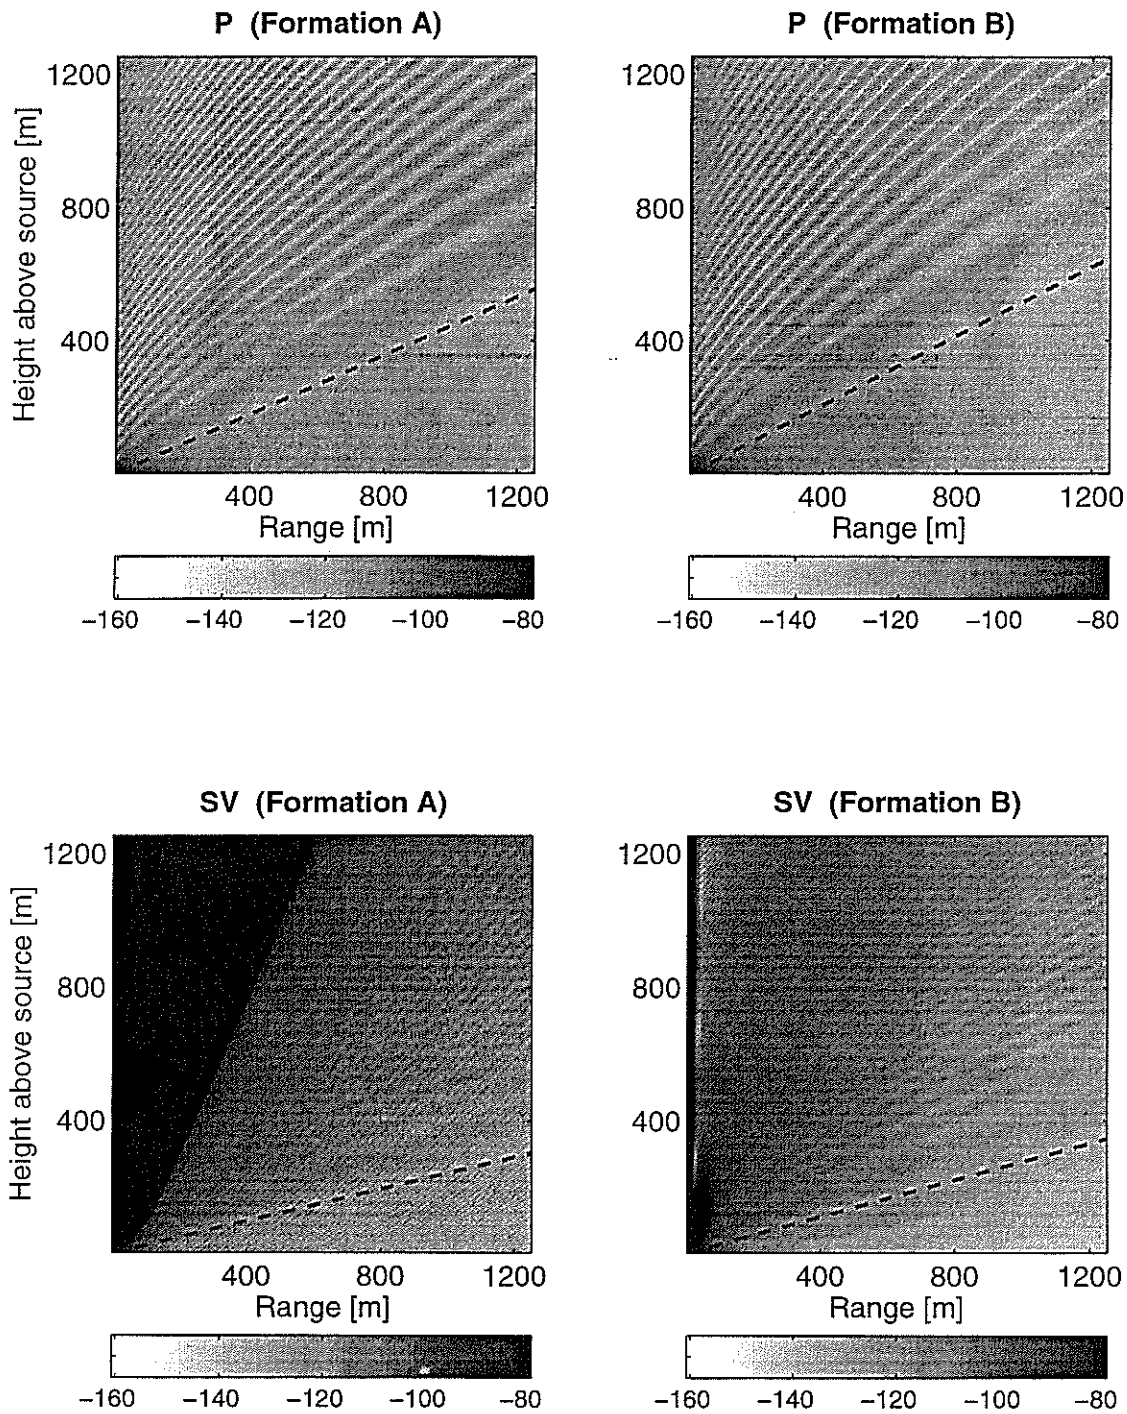 P (Formation A)
P (Formation B)
Height above source [m]
1200
800
400
400 800 1200
Range [m]
−160 −140 −120 −100 −80
1200
800
400
400 800 1200
Range [m]
−160 −140 −120 −100 −80
SV (Formation A)
SV (Formation B)
Height above source [m]
1200
800
400
400 800 1200
Range [m]
−160 −140 −120 −100 −80
1200
800
400
400 800 1200
Range [m]
−160 −140 −120 −100 −80